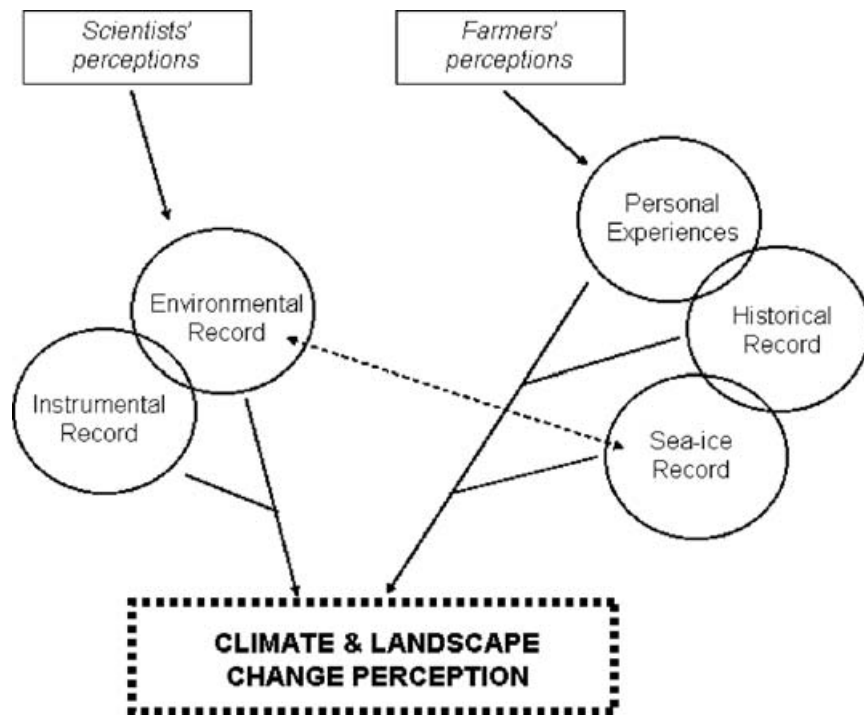 Scientists'
perceptions
Farmers'
perceptions
Personal
Experiences
Environmental
Record
Historical
Record
Instrumental
Record
Sea-ice
Record
CLIMATE & LANDSCAPE
CHANGE PERCEPTION